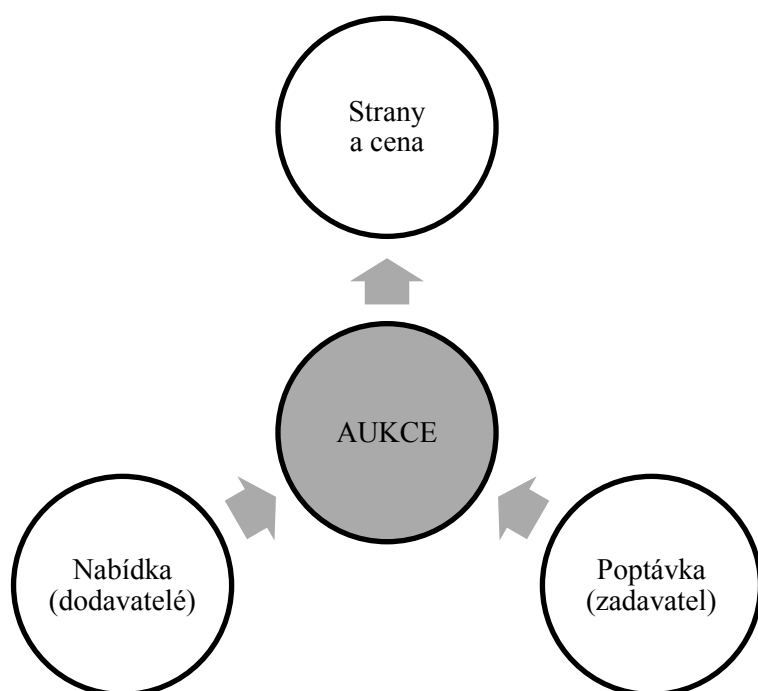 Strany
a cena
AUKCE
Nabídka
(dodavatelé)
Poptávka
(zadavatel)